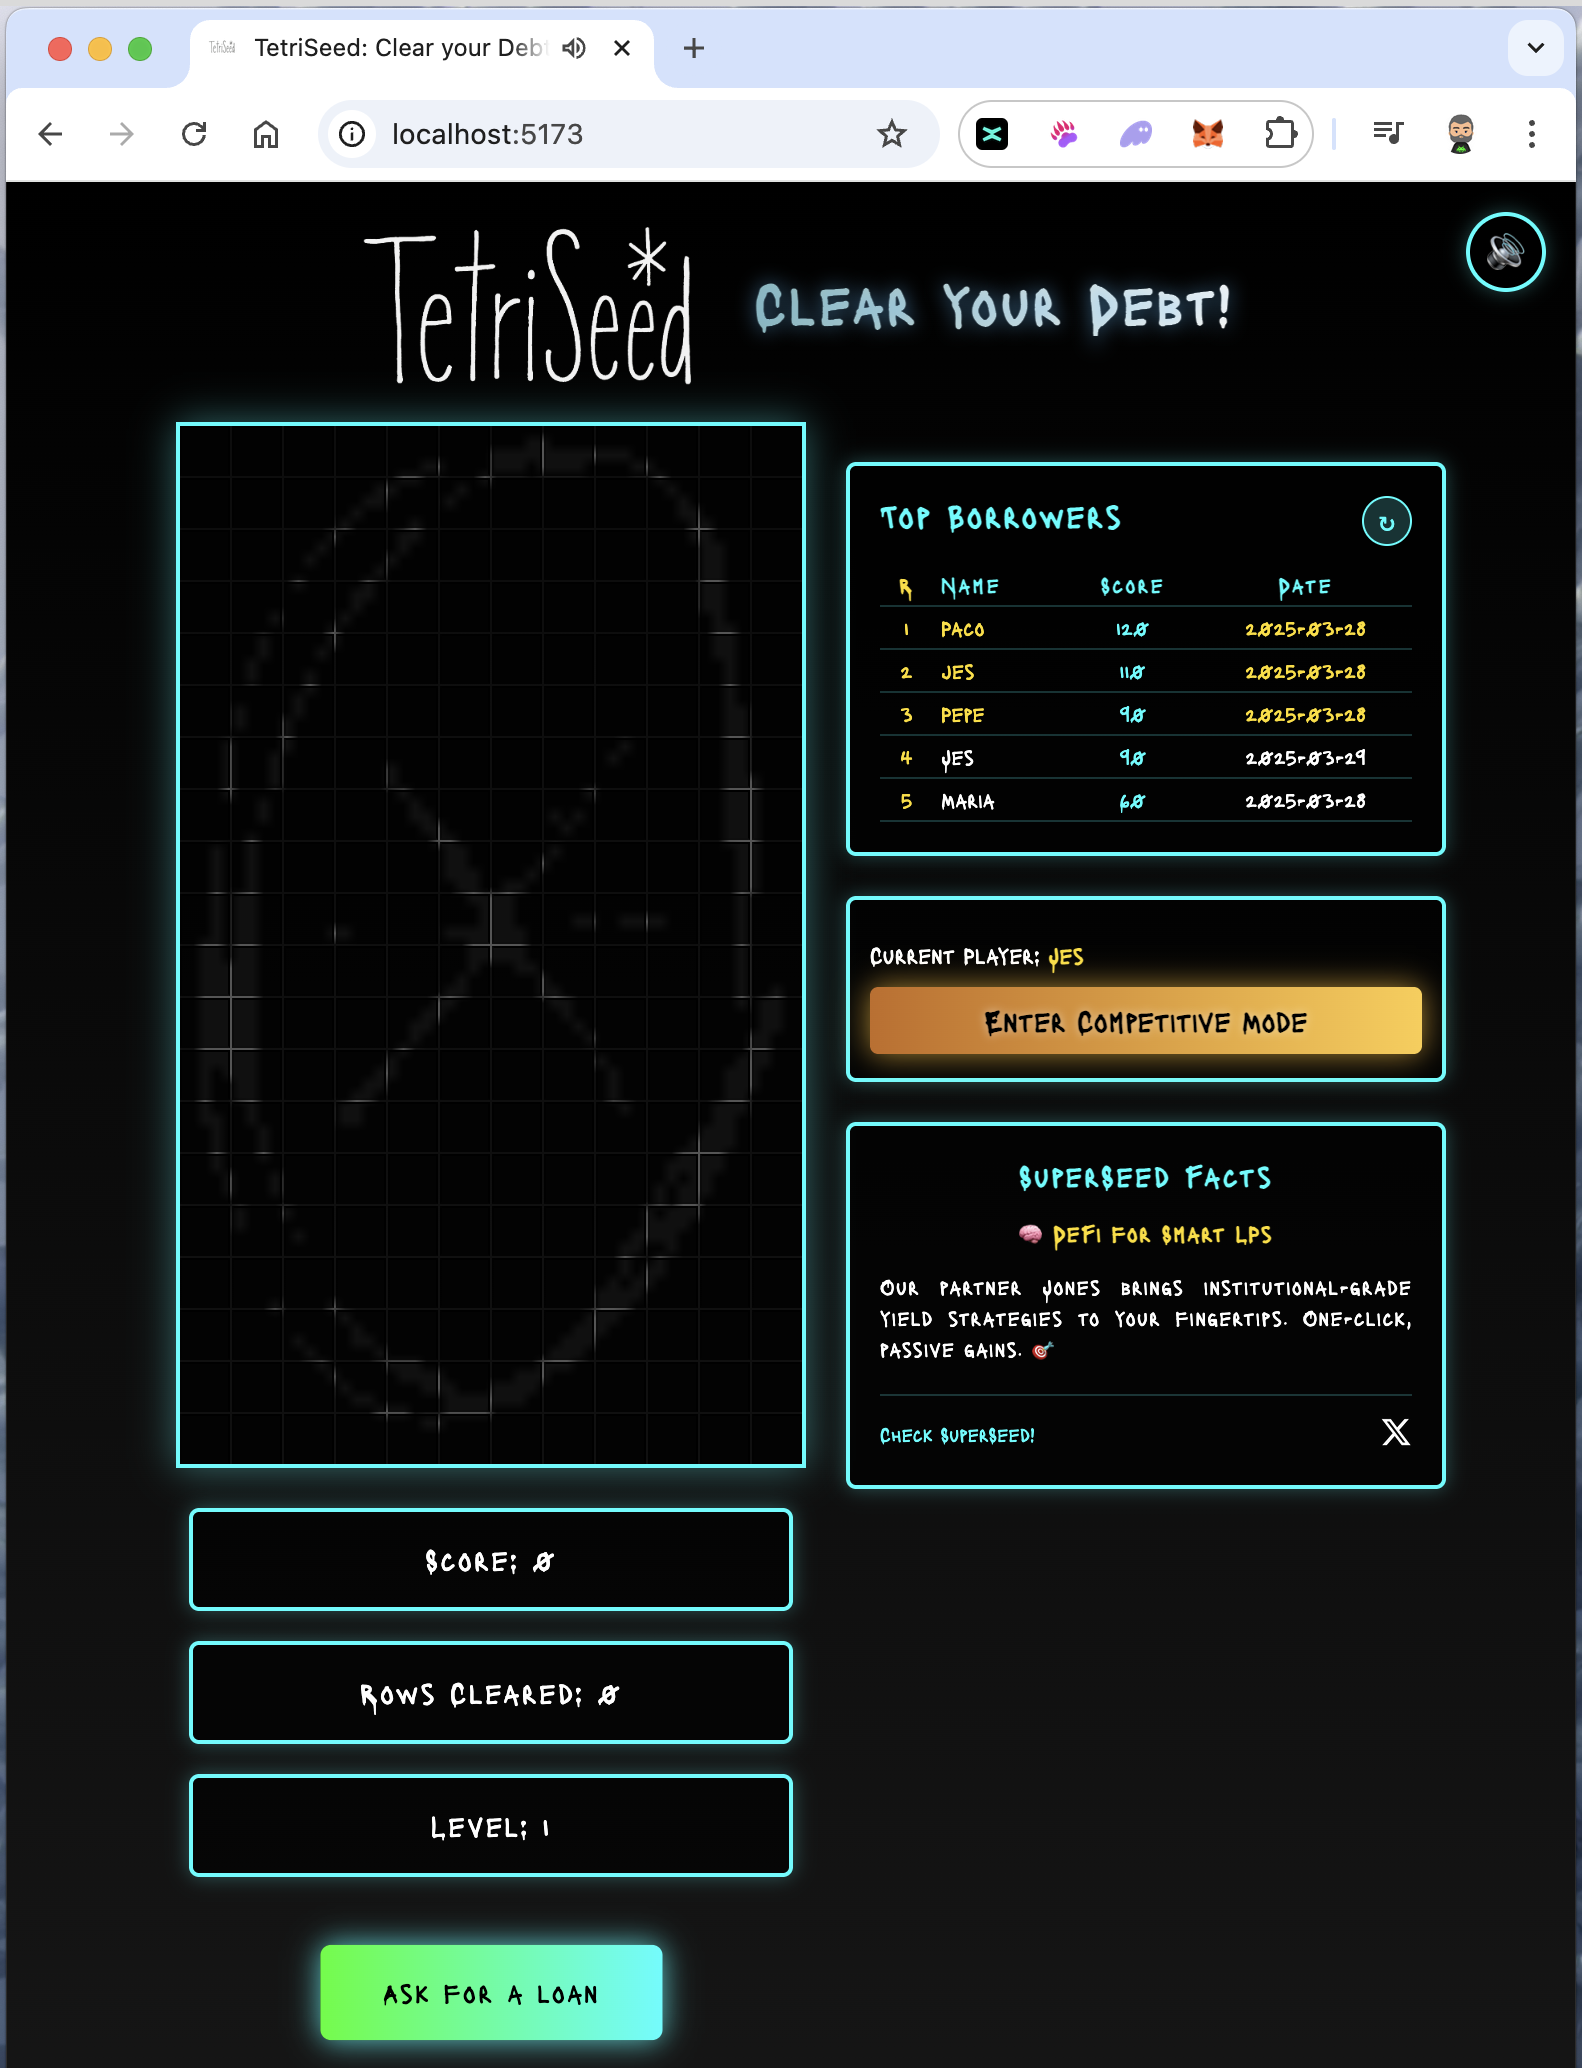 TetriSeed: Clear your Deb
localhost:5173
TetriSeed
Clear Your Debt!
Top Borrowers
R Name Score Date
1 PACO 120 2025-03-28
2 JES 110 2025-03-28
3 PEPE 90 2025-03-28
4 JES 90 2025-03-29
5 MARIA 60 2025-03-28
Current player: JES
Enter Competitive mode
SuperSeed Facts
🧠 DeFi for Smart LPs
Our partner Jones brings institutional-grade
yield strategies to your fingertips. One-click,
passive gains. 🎯
Check SuperSeed!
Score: 0
Rows Cleared: 0
Level: 1
Ask for a loan